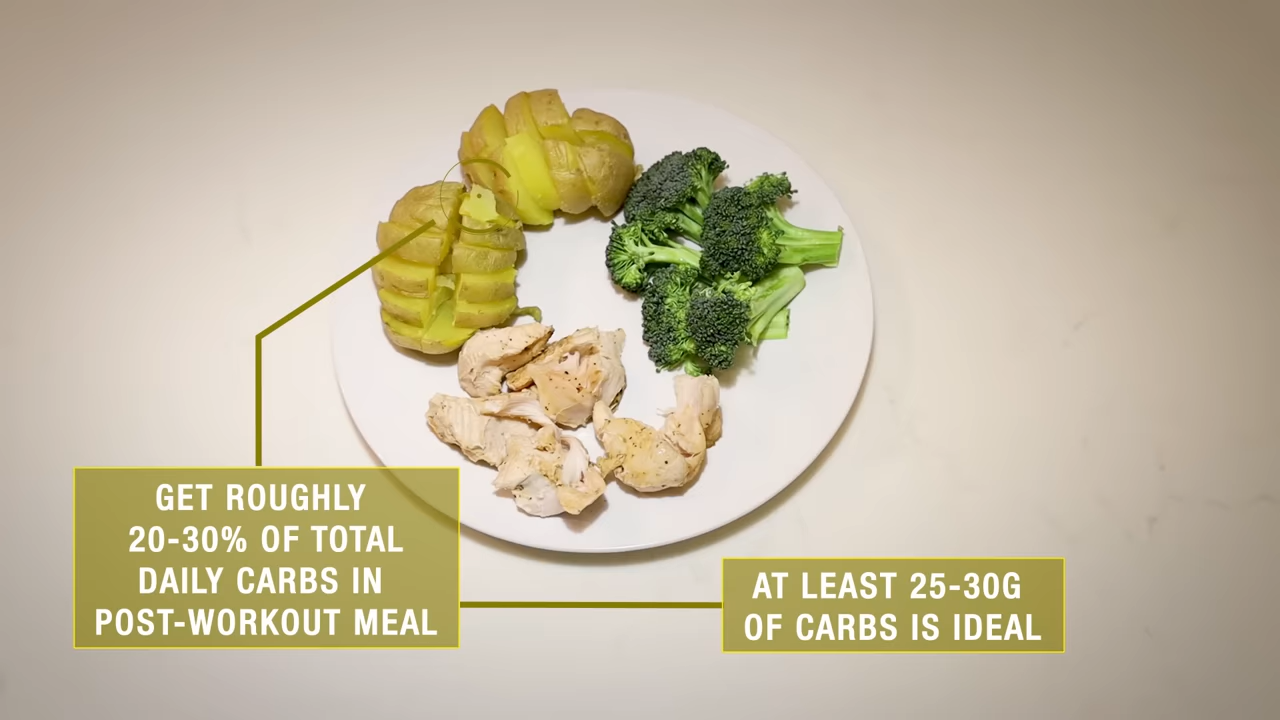 GET ROUGHLY
20-30% OF TOTAL
DAILY CARBS IN
POST-WORKOUT MEAL
AT LEAST 25-30G
OF CARBS IS IDEAL